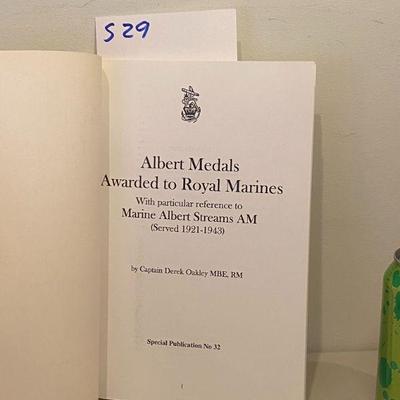 S29
Albert Medals
Awarded to Royal Marines
With particular reference to
Marine Albert Streams AM
(Served 1921-1943)
by Captain Derek Oakley MBE, RM
Special Publication No 32
1